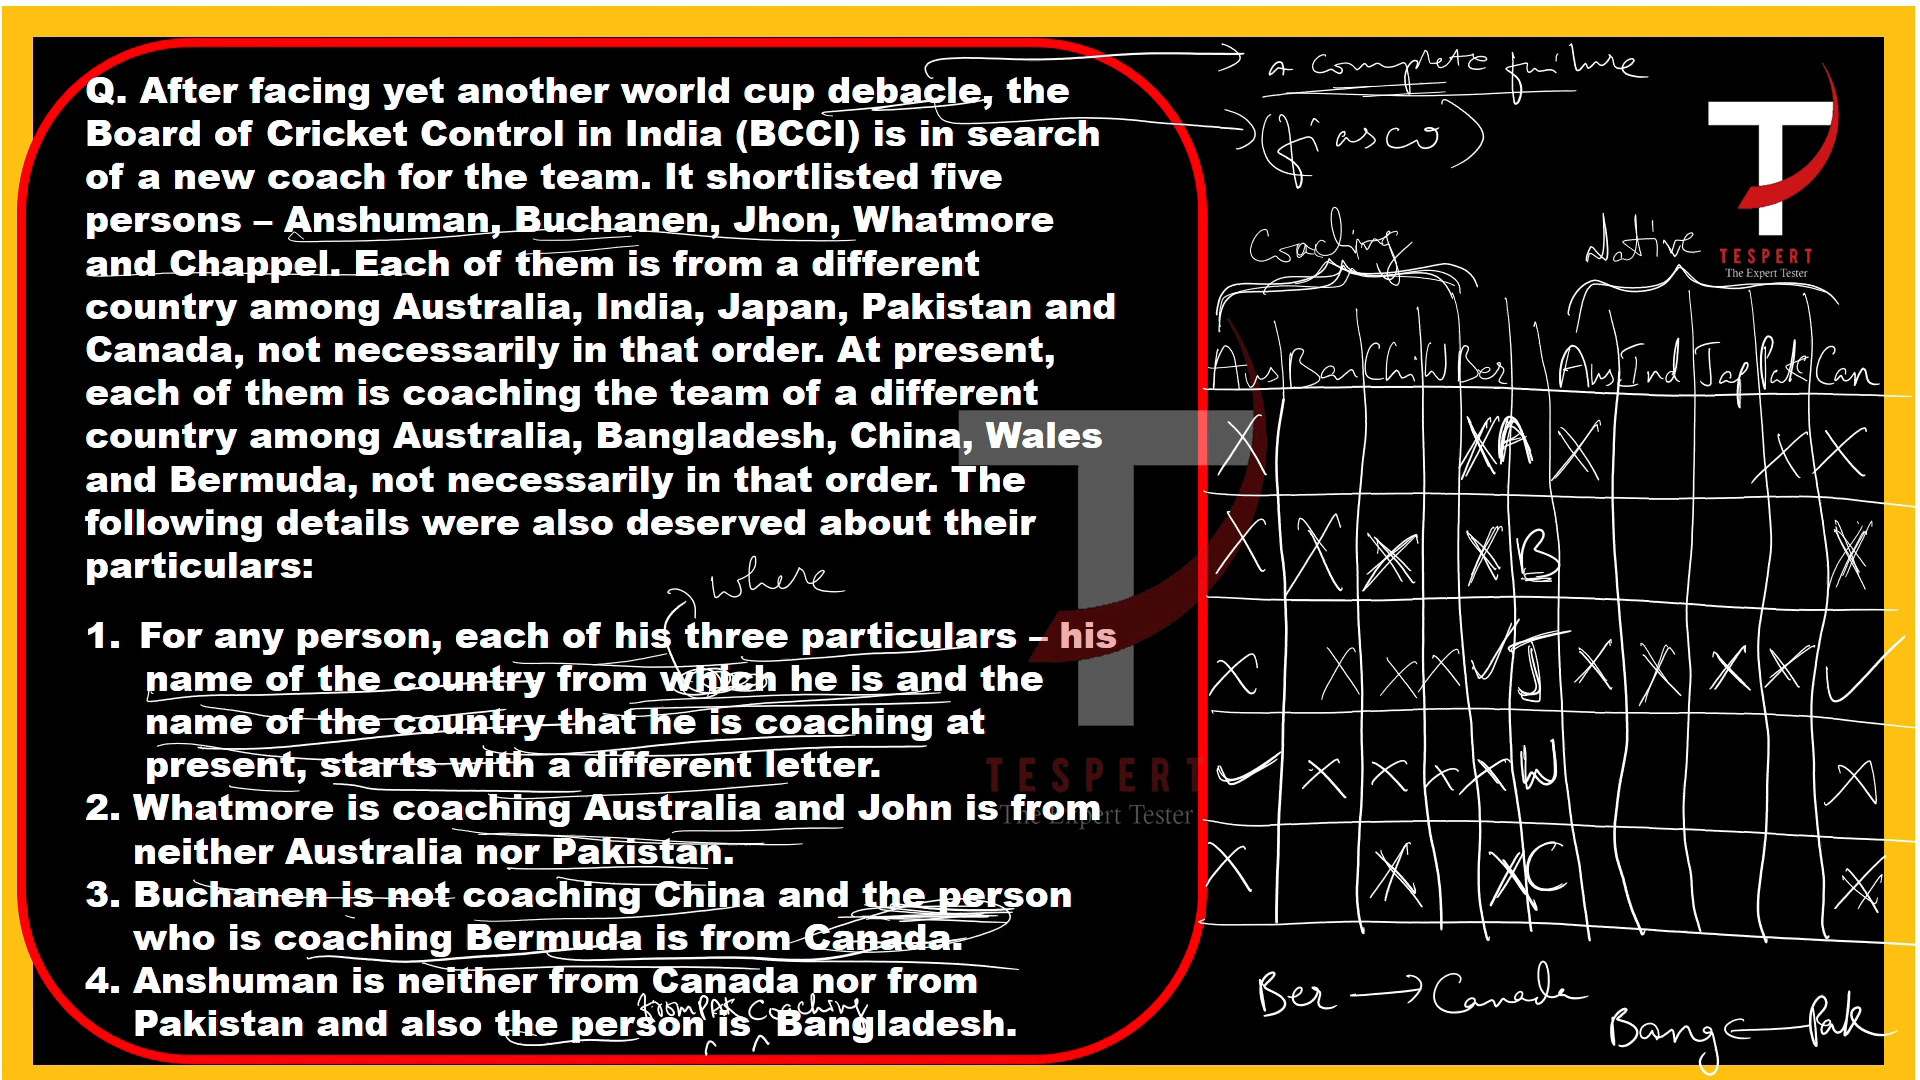 Q. After facing yet another world cup debacle, the
Board of Cricket Control in India (BCCI) is in search
of a new coach for the team. It shortlisted five
persons – Anshuman, Buchanen, Jhon, Whatmore
and Chappel. Each of them is from a different
country among Australia, India, Japan, Pakistan and
Canada, not necessarily in that order. At present,
each of them is coaching the team of a different
country among Australia, Bangladesh, China, Wales
and Bermuda, not necessarily in that order. The
following details were also deserved about their
particulars:
where
1. For any person, each of his three particulars – his
name of the country from which he is and the
name of the country that he is coaching at
present, starts with a different letter.
2. Whatmore is coaching Australia and John is from
neither Australia nor Pakistan.
3. Buchanen is not coaching China and the person
who is coaching Bermuda is from Canada.
4. Anshuman is neither from Canada nor from
from Pak coaching
Pakistan and also the person is Bangladesh.
a complete failure
(fiasco)
TESPERT
The Expert Tester
Coaching Native
Aus Ban Chi W Ber Aus Ind Jap Pak Can
X X A X X X
X X X X B X
X X X X ✓ J X X X X ✓
✓ X X X X W X
X X X C X
TESPERT
The Expert Tester
Ber → Canada
Bang ← Pak